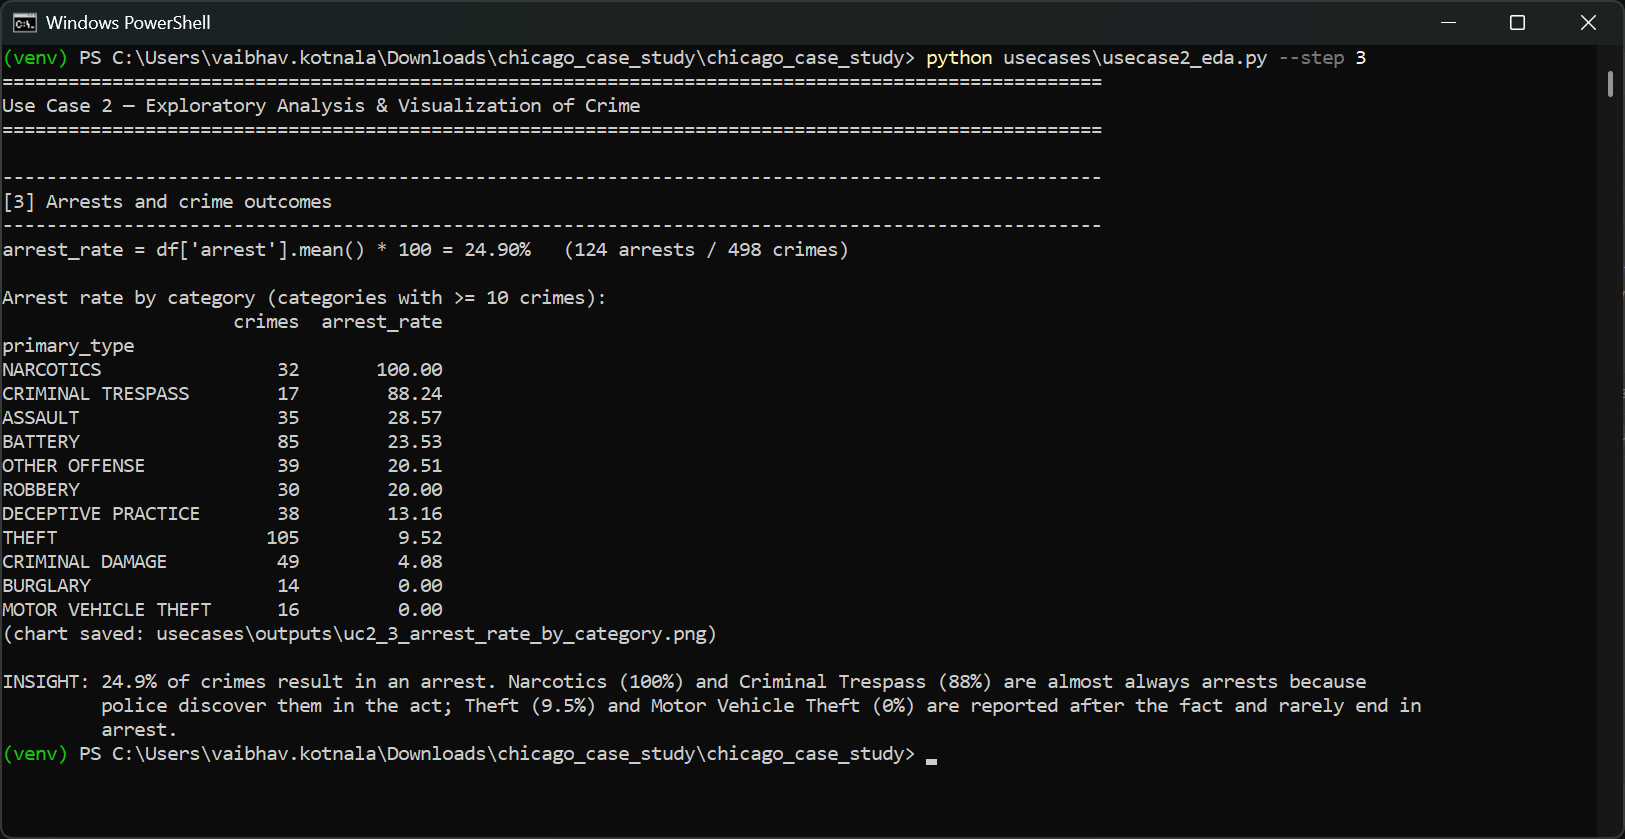 Windows PowerShell
(venv) PS C:\Users\vaibhav.kotnala\Downloads\chicago_case_study\chicago_case_study> python usecases\usecase2_eda.py --step 3
====================================================================================================
Use Case 2 — Exploratory Analysis & Visualization of Crime
====================================================================================================
----------------------------------------------------------------------------------------------------
[3] Arrests and crime outcomes
----------------------------------------------------------------------------------------------------
arrest_rate = df['arrest'].mean() * 100 = 24.90%   (124 arrests / 498 crimes)
Arrest rate by category (categories with >= 10 crimes):
                     crimes  arrest_rate
primary_type
NARCOTICS                32       100.00
CRIMINAL TRESPASS        17        88.24
ASSAULT                  35        28.57
BATTERY                  85        23.53
OTHER OFFENSE            39        20.51
ROBBERY                  30        20.00
DECEPTIVE PRACTICE       38        13.16
THEFT                   105         9.52
CRIMINAL DAMAGE          49         4.08
BURGLARY                 14         0.00
MOTOR VEHICLE THEFT      16         0.00
(chart saved: usecases\outputs\uc2_3_arrest_rate_by_category.png)
INSIGHT: 24.9% of crimes result in an arrest. Narcotics (100%) and Criminal Trespass (88%) are almost always arrests because
         police discover them in the act; Theft (9.5%) and Motor Vehicle Theft (0%) are reported after the fact and rarely end in
         arrest.
(venv) PS C:\Users\vaibhav.kotnala\Downloads\chicago_case_study\chicago_case_study>